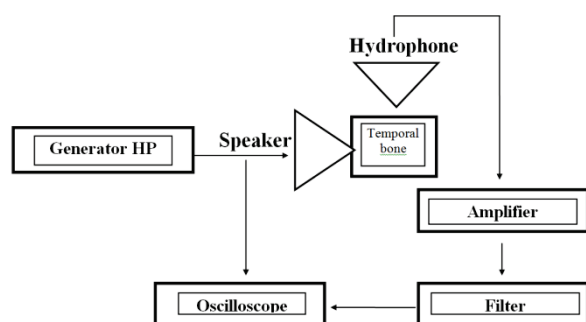 Hydrophone
Speaker
Temporal
bone
Generator HP
Amplifier
Oscilloscope
Filter